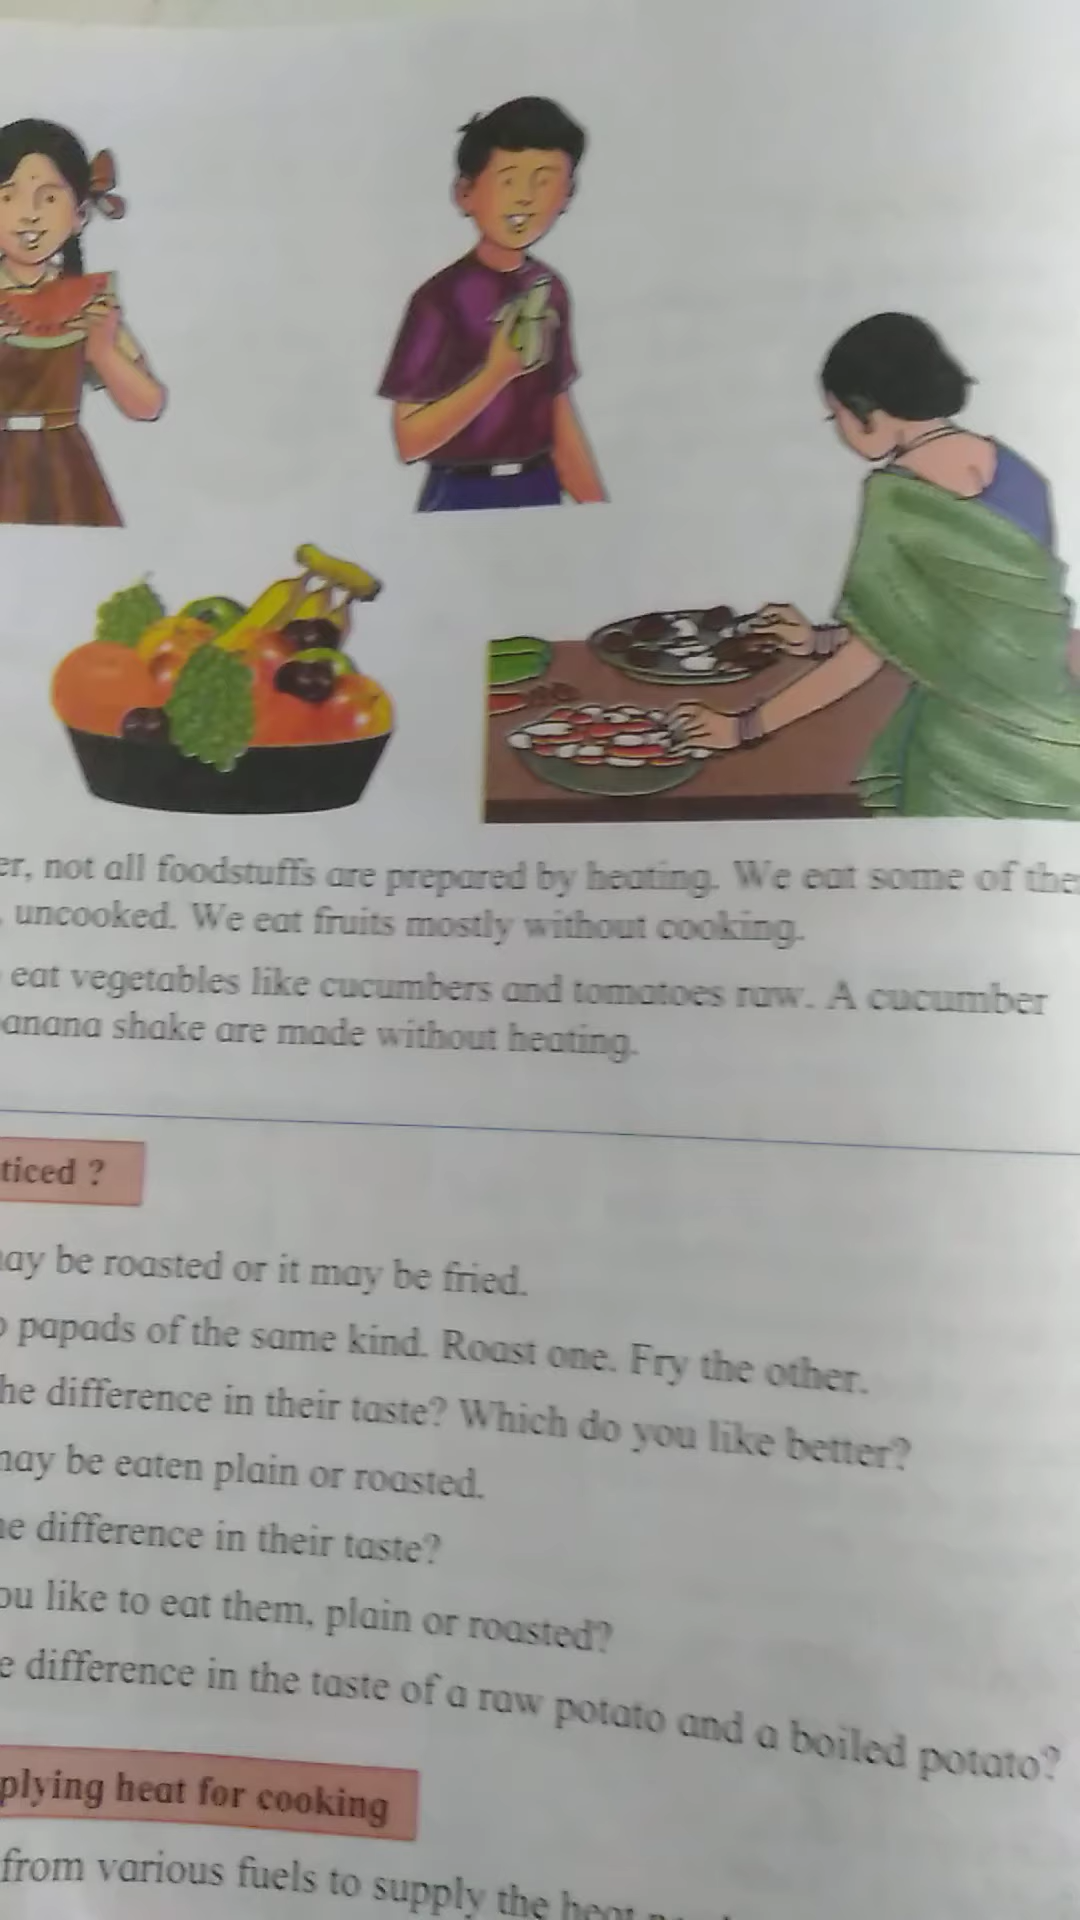 er, not all foodstuffs are prepared by heating. We eat some of the
uncooked. We eat fruits mostly without cooking.
eat vegetables like cucumbers and tomatoes raw. A cucumber
anana shake are made without heating.
ticed ?
ay be roasted or it may be fried.
papads of the same kind. Roast one. Fry the other.
he difference in their taste? Which do you like better?
nay be eaten plain or roasted.
e difference in their taste?
ou like to eat them, plain or roasted?
e difference in the taste of a raw potato and a boiled potato?
plying heat for cooking
from various fuels to supply the heat